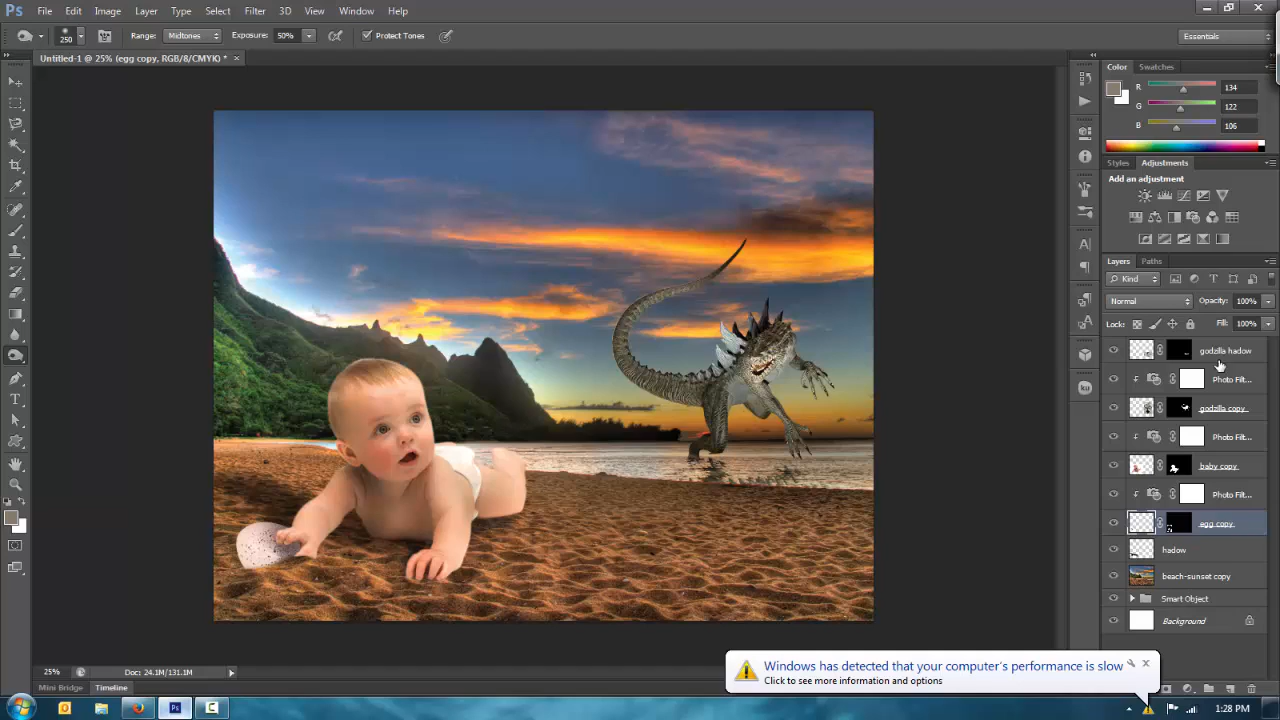 Ps File Edit Image Layer Type Select Filter 3D View Window Help
250 Range: Midtones Exposure: 50% Protect Tones Essentials
Untitled-1 @ 25% (egg copy, RGB/8/CMYK) * ×
Color Swatches
R 134
G 122
B 106
Styles Adjustments
Add an adjustment
Layers Paths
Kind
Normal Opacity: 100%
Lock: Fill: 100%
godzilla hadow
Photo Filt...
godzilla copy
Photo Filt...
baby copy
Photo Filt...
egg copy
hadow
beach-sunset copy
Smart Object
Background
Windows has detected that your computer's performance is slow
Click to see more information and options
25% Doc: 24.1M/131.1M
Mini Bridge Timeline
1:28 PM